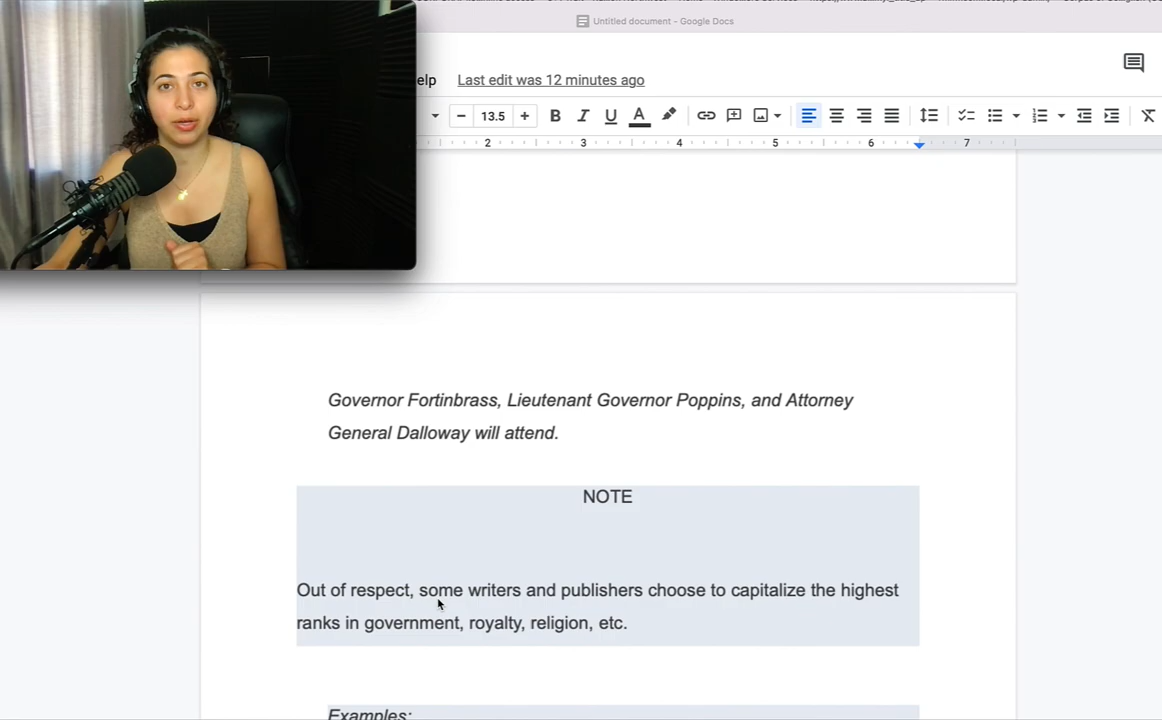 Untitled document - Google Docs
elp Last edit was 12 minutes ago
13.5
2 3 4 5 6 7
Governor Fortinbrass, Lieutenant Governor Poppins, and Attorney
General Dalloway will attend.
NOTE
Out of respect, some writers and publishers choose to capitalize the highest
ranks in government, royalty, religion, etc.
Examples: